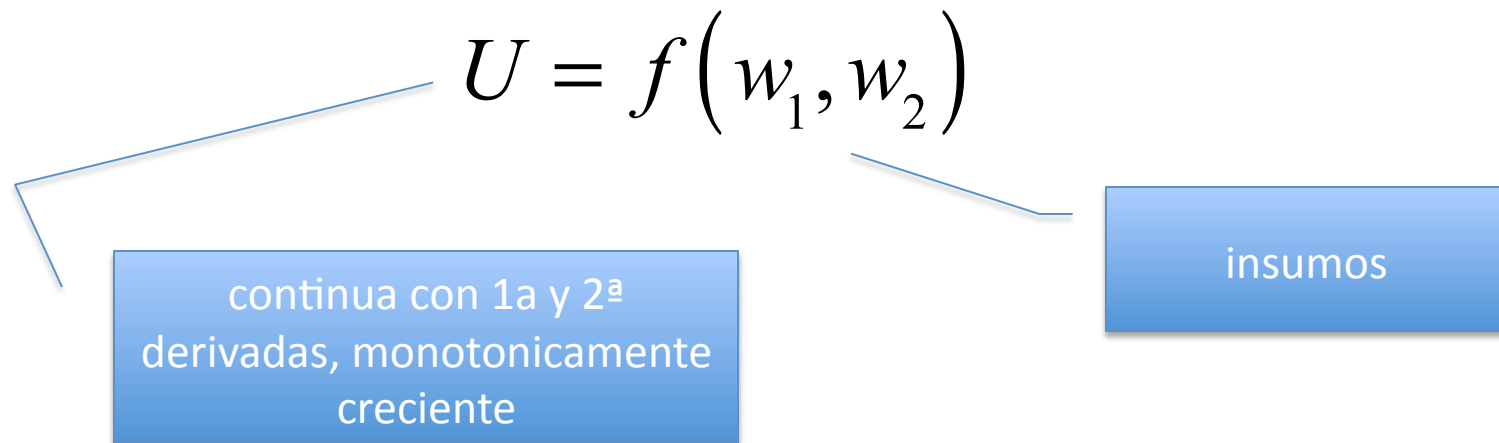 U = f(w₁, w₂)
insumos
continua con 1a y 2ª
derivadas, monotonicamente
creciente